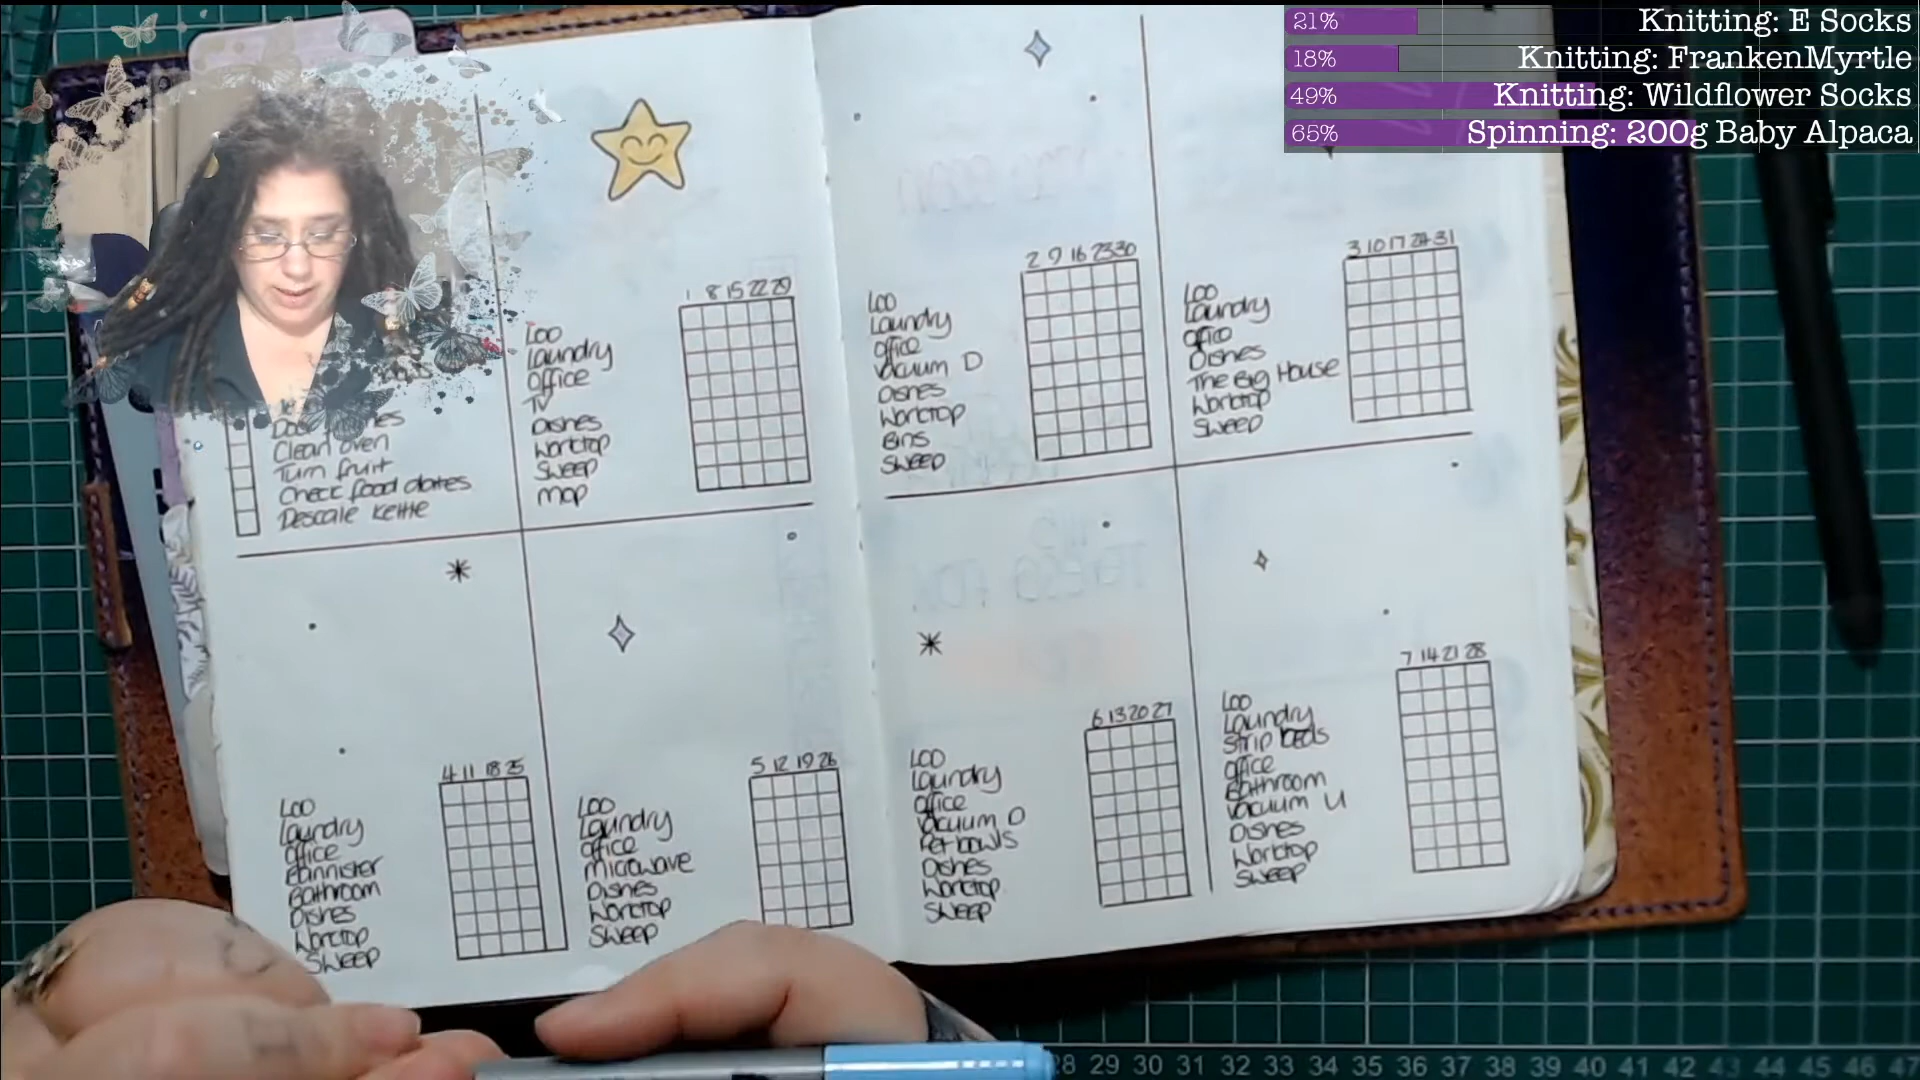 21% Knitting: E Socks
18% Knitting: FrankenMyrtle
49% Knitting: Wildflower Socks
65% Spinning: 200g Baby Alpaca
Clean oven
Turn fruit
Check food dates
Descale kettle
1 8 15 22 29
Loo
Laundry
Office
TV
Dishes
Worktop
Sweep
mop
2 9 16 23 30
Loo
Laundry
Office
Vacuum D
Dishes
Worktop
Bins
Sweep
3 10 17 24 31
Loo
Laundry
Office
Dishes
The Big House
Worktop
Sweep
4 11 18 25
Loo
Laundry
Office
Bannister
Bathroom
Dishes
Worktop
Sweep
5 12 19 26
Loo
Laundry
Office
Microwave
Dishes
Worktop
Sweep
6 13 20 27
Loo
Laundry
Office
Vacuum D
Pet bowls
Dishes
Worktop
Sweep
7 14 21 28
Loo
Laundry
Strip beds
Office
Bathroom
Vacuum U
Dishes
Worktop
Sweep
28 29 30 31 32 33 34 35 36 37 38 39 40 41 42 43 44 45 46 47